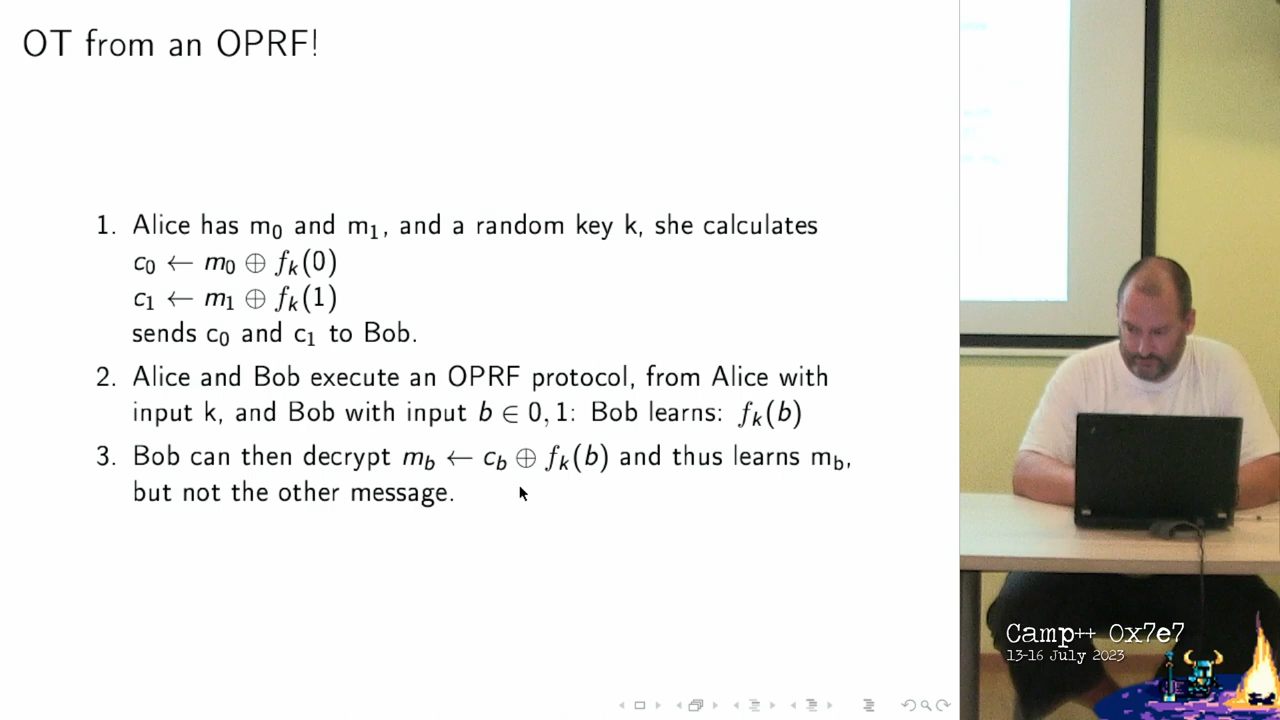 OT from an OPRF!
1. Alice has m₀ and m₁, and a random key k, she calculates
c₀ ← m₀ ⊕ fₖ(0)
c₁ ← m₁ ⊕ fₖ(1)
sends c₀ and c₁ to Bob.
2. Alice and Bob execute an OPRF protocol, from Alice with
input k, and Bob with input b ∈ 0, 1: Bob learns: fₖ(b)
3. Bob can then decrypt m_b ← c_b ⊕ fₖ(b) and thus learns m_b,
but not the other message.
Camp++ 0x7e7
13-16 July 2023